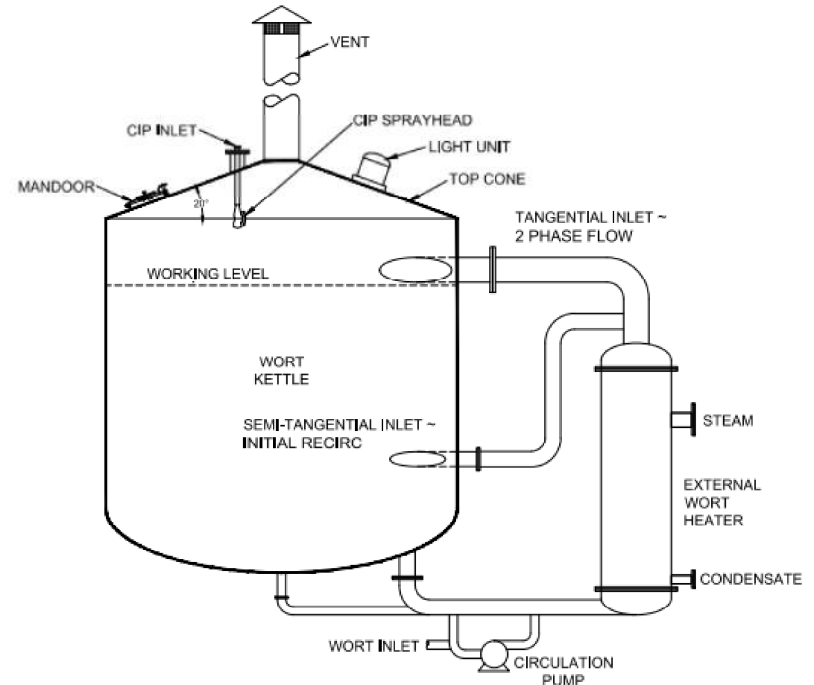 VENT
CIP SPRAYHEAD
CIP INLET
LIGHT UNIT
MANDOOR
TOP CONE
20°
TANGENTIAL INLET ~
2 PHASE FLOW
WORKING LEVEL
WORT
KETTLE
SEMI-TANGENTIAL INLET ~
INITIAL RECIRC
STEAM
EXTERNAL
WORT
HEATER
CONDENSATE
WORT INLET
CIRCULATION
PUMP